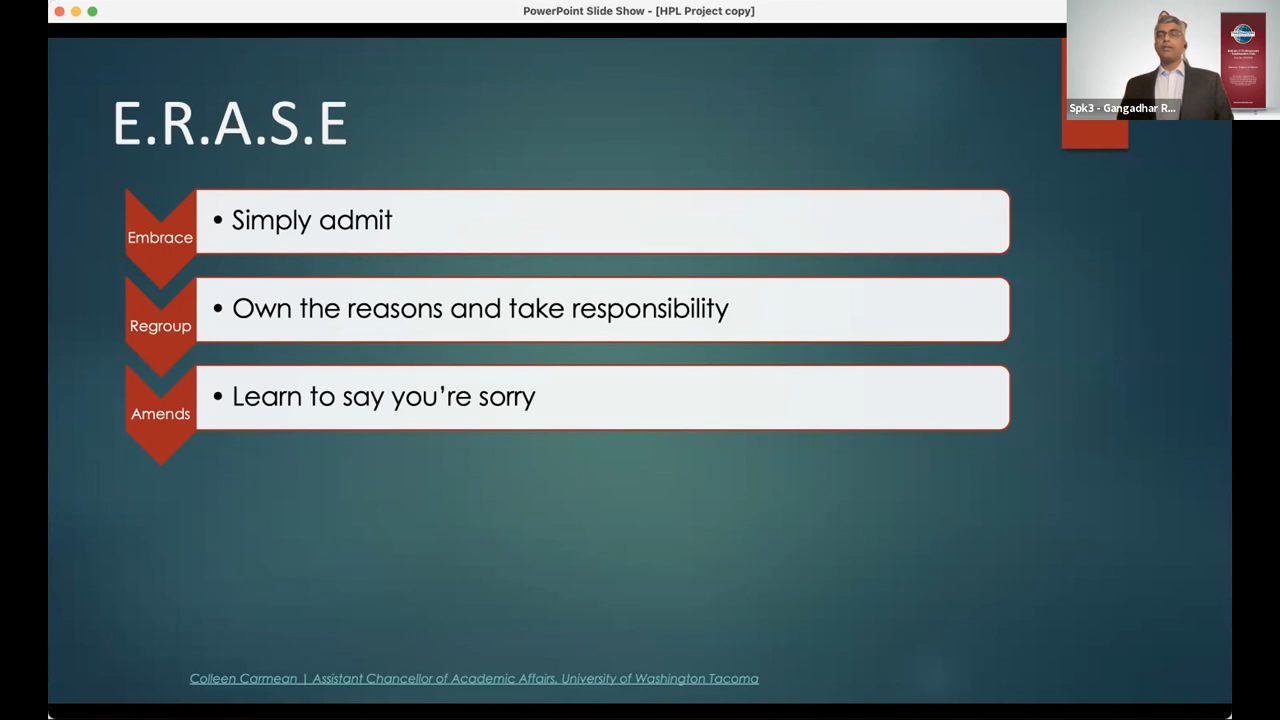 PowerPoint Slide Show - [HPL Project copy]
Spk3 - Gangadhar R...
E.R.A.S.E
Embrace
• Simply admit
Regroup
• Own the reasons and take responsibility
Amends
• Learn to say you’re sorry
Colleen Carmean | Assistant Chancellor of Academic Affairs, University of Washington Tacoma